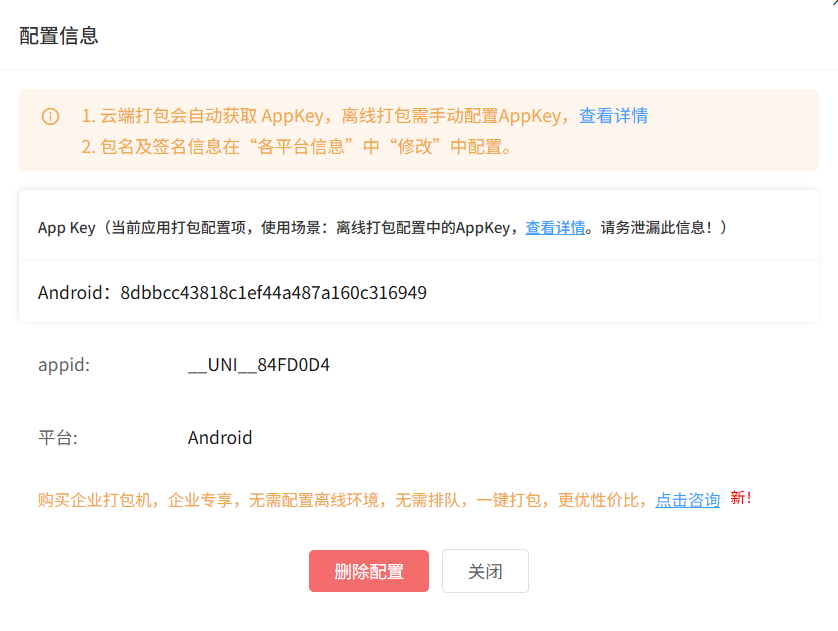 配置信息
1. 云端打包会自动获取 AppKey，离线打包需手动配置AppKey，查看详情
2. 包名及签名信息在“各平台信息”中“修改”中配置。
App Key（当前应用打包配置项，使用场景：离线打包配置中的AppKey，查看详情。请务泄漏此信息！）
Android：8dbbcc43818c1ef44a487a160c316949
appid: __UNI__84FD0D4
平台: Android
购买企业打包机，企业专享，无需配置离线环境，无需排队，一键打包，更优性价比，点击咨询 新！
删除配置 关闭